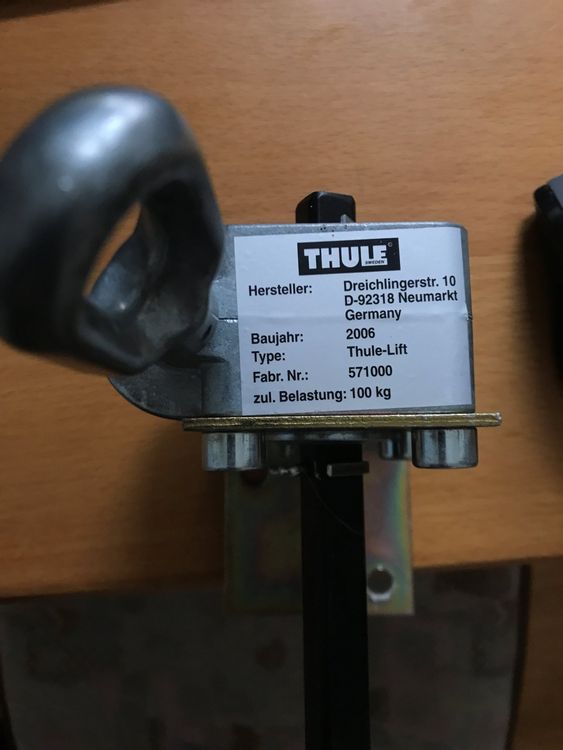 THULE
SWEDEN
Hersteller: Dreichlingerstr. 10
D-92318 Neumarkt
Germany
Baujahr: 2006
Type: Thule-Lift
Fabr. Nr.: 571000
zul. Belastung: 100 kg